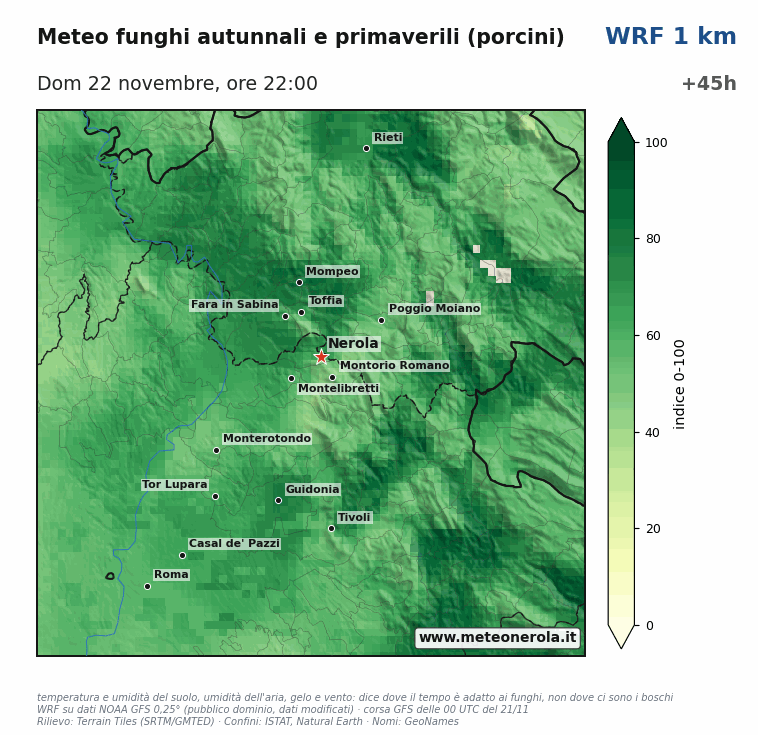 Meteo funghi autunnali e primaverili (porcini)
WRF 1 km
Dom 22 novembre, ore 22:00
+45h
Rieti
Mompeo
Toffia
Fara in Sabina
Poggio Moiano
Nerola
Montorio Romano
Montelibretti
Monterotondo
Tor Lupara
Guidonia
Tivoli
Casal de' Pazzi
Roma
www.meteonerola.it
100
80
60
40
20
0
indice 0-100
temperatura e umidità del suolo, umidità dell'aria, gelo e vento: dice dove il tempo è adatto ai funghi, non dove ci sono i boschi
WRF su dati NOAA GFS 0,25° (pubblico dominio, dati modificati) · corsa GFS delle 00 UTC del 21/11
Rilievo: Terrain Tiles (SRTM/GMTED) · Confini: ISTAT, Natural Earth · Nomi: GeoNames